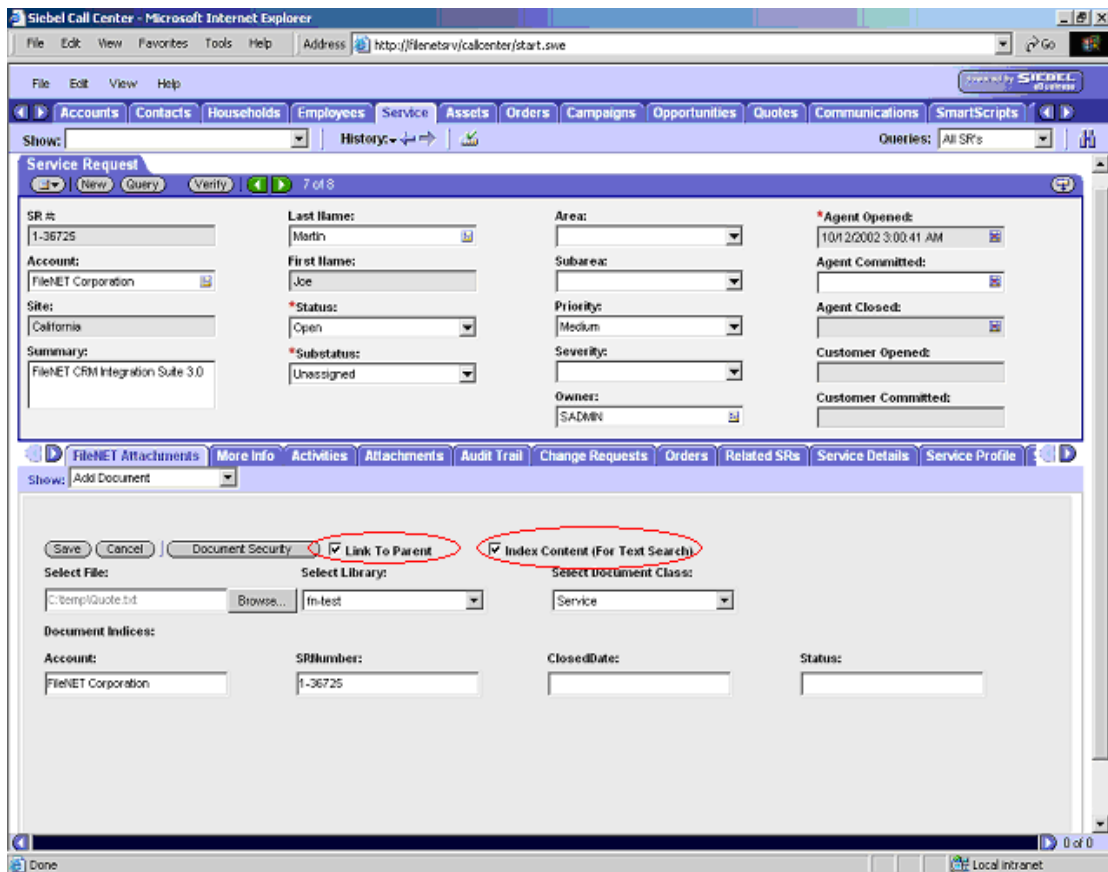 Siebel Call Center - Microsoft Internet Explorer
File Edit View Favorites Tools Help Address http://filenetsrv/callcenter/start.swe Go
File Edit View Help SIEBEL
Accounts Contacts Households Employees Service Assets Orders Campaigns Opportunities Quotes Communications SmartScripts
Show: History: Queries: All SR's
Service Request
New Query Verify 7 of 8
SR #: Last Name: Area: *Agent Opened:
1-36725 Martin 10/12/2002 3:00:41 AM
Account: First Name: Subarea: Agent Committed:
FileNET Corporation Joe
Site: *Status: Priority: Agent Closed:
California Open Medium
Summary: *Substatus: Severity: Customer Opened:
FileNET CRM Integration Suite 3.0 Unassigned
Owner: Customer Committed:
SADMIN
FileNET Attachments More Info Activities Attachments Audit Trail Change Requests Orders Related SRs Service Details Service Profile
Show: Add Document
Save Cancel Document Security Link To Parent Index Content (For Text Search)
Select File: Select Library: Select Document Class:
C:\temp\Quote.txt Browse... fn-test Service
Document Indices:
Account: SRNumber: ClosedDate: Status:
FileNET Corporation 1-36725
0 of 0
Done Local intranet